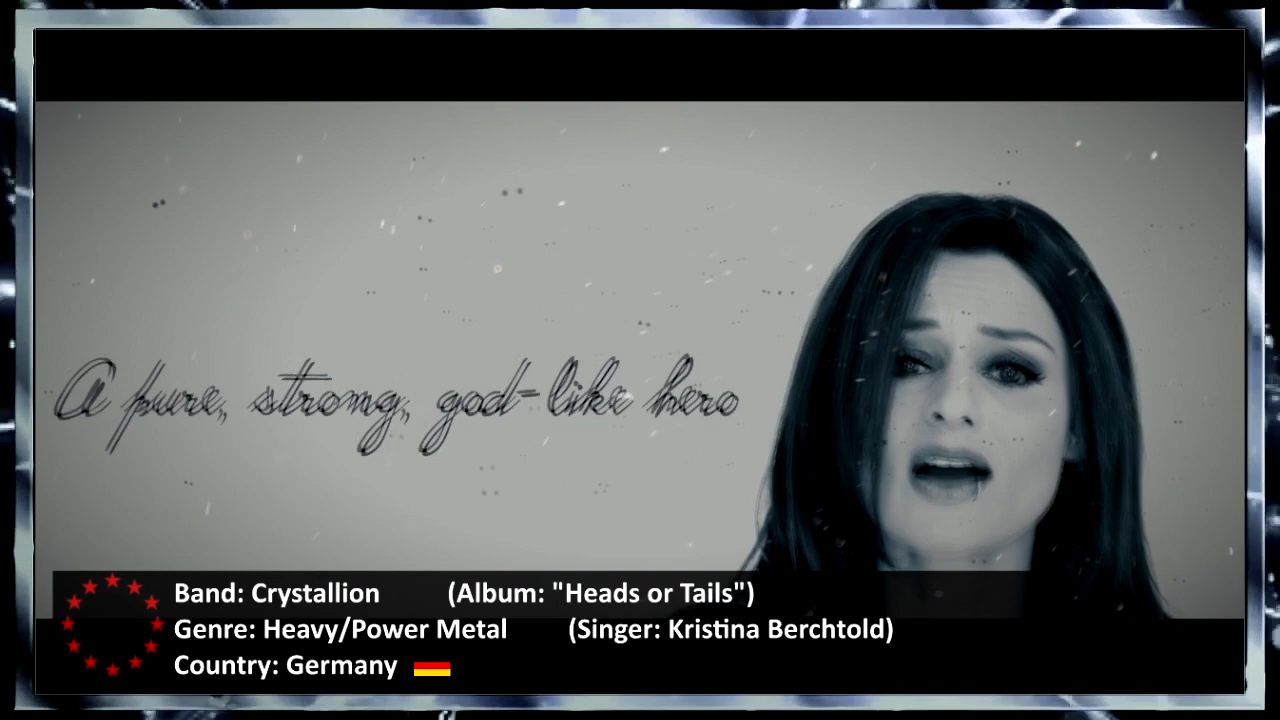 A pure, strong, god-like hero
Band: Crystallion (Album: "Heads or Tails")
Genre: Heavy/Power Metal (Singer: Kristina Berchtold)
Country: Germany